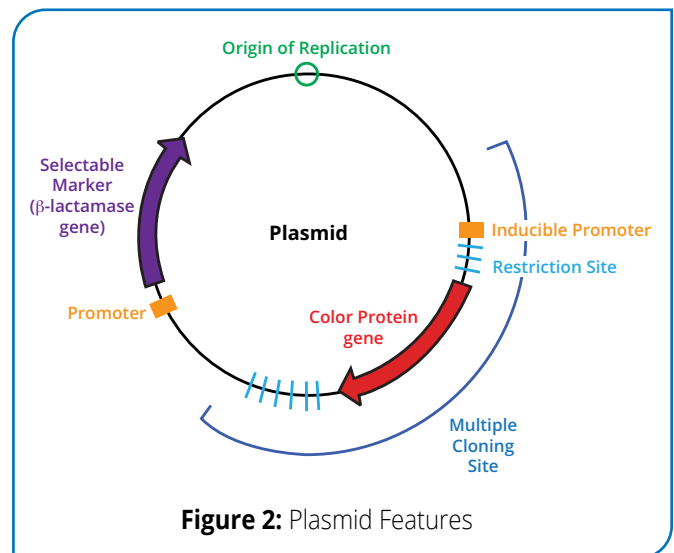 Origin of Replication
Selectable
Marker
(β-lactamase
gene)
Plasmid
Inducible Promoter
Restriction Site
Promoter
Color Protein
gene
Multiple
Cloning
Site
Figure 2: Plasmid Features